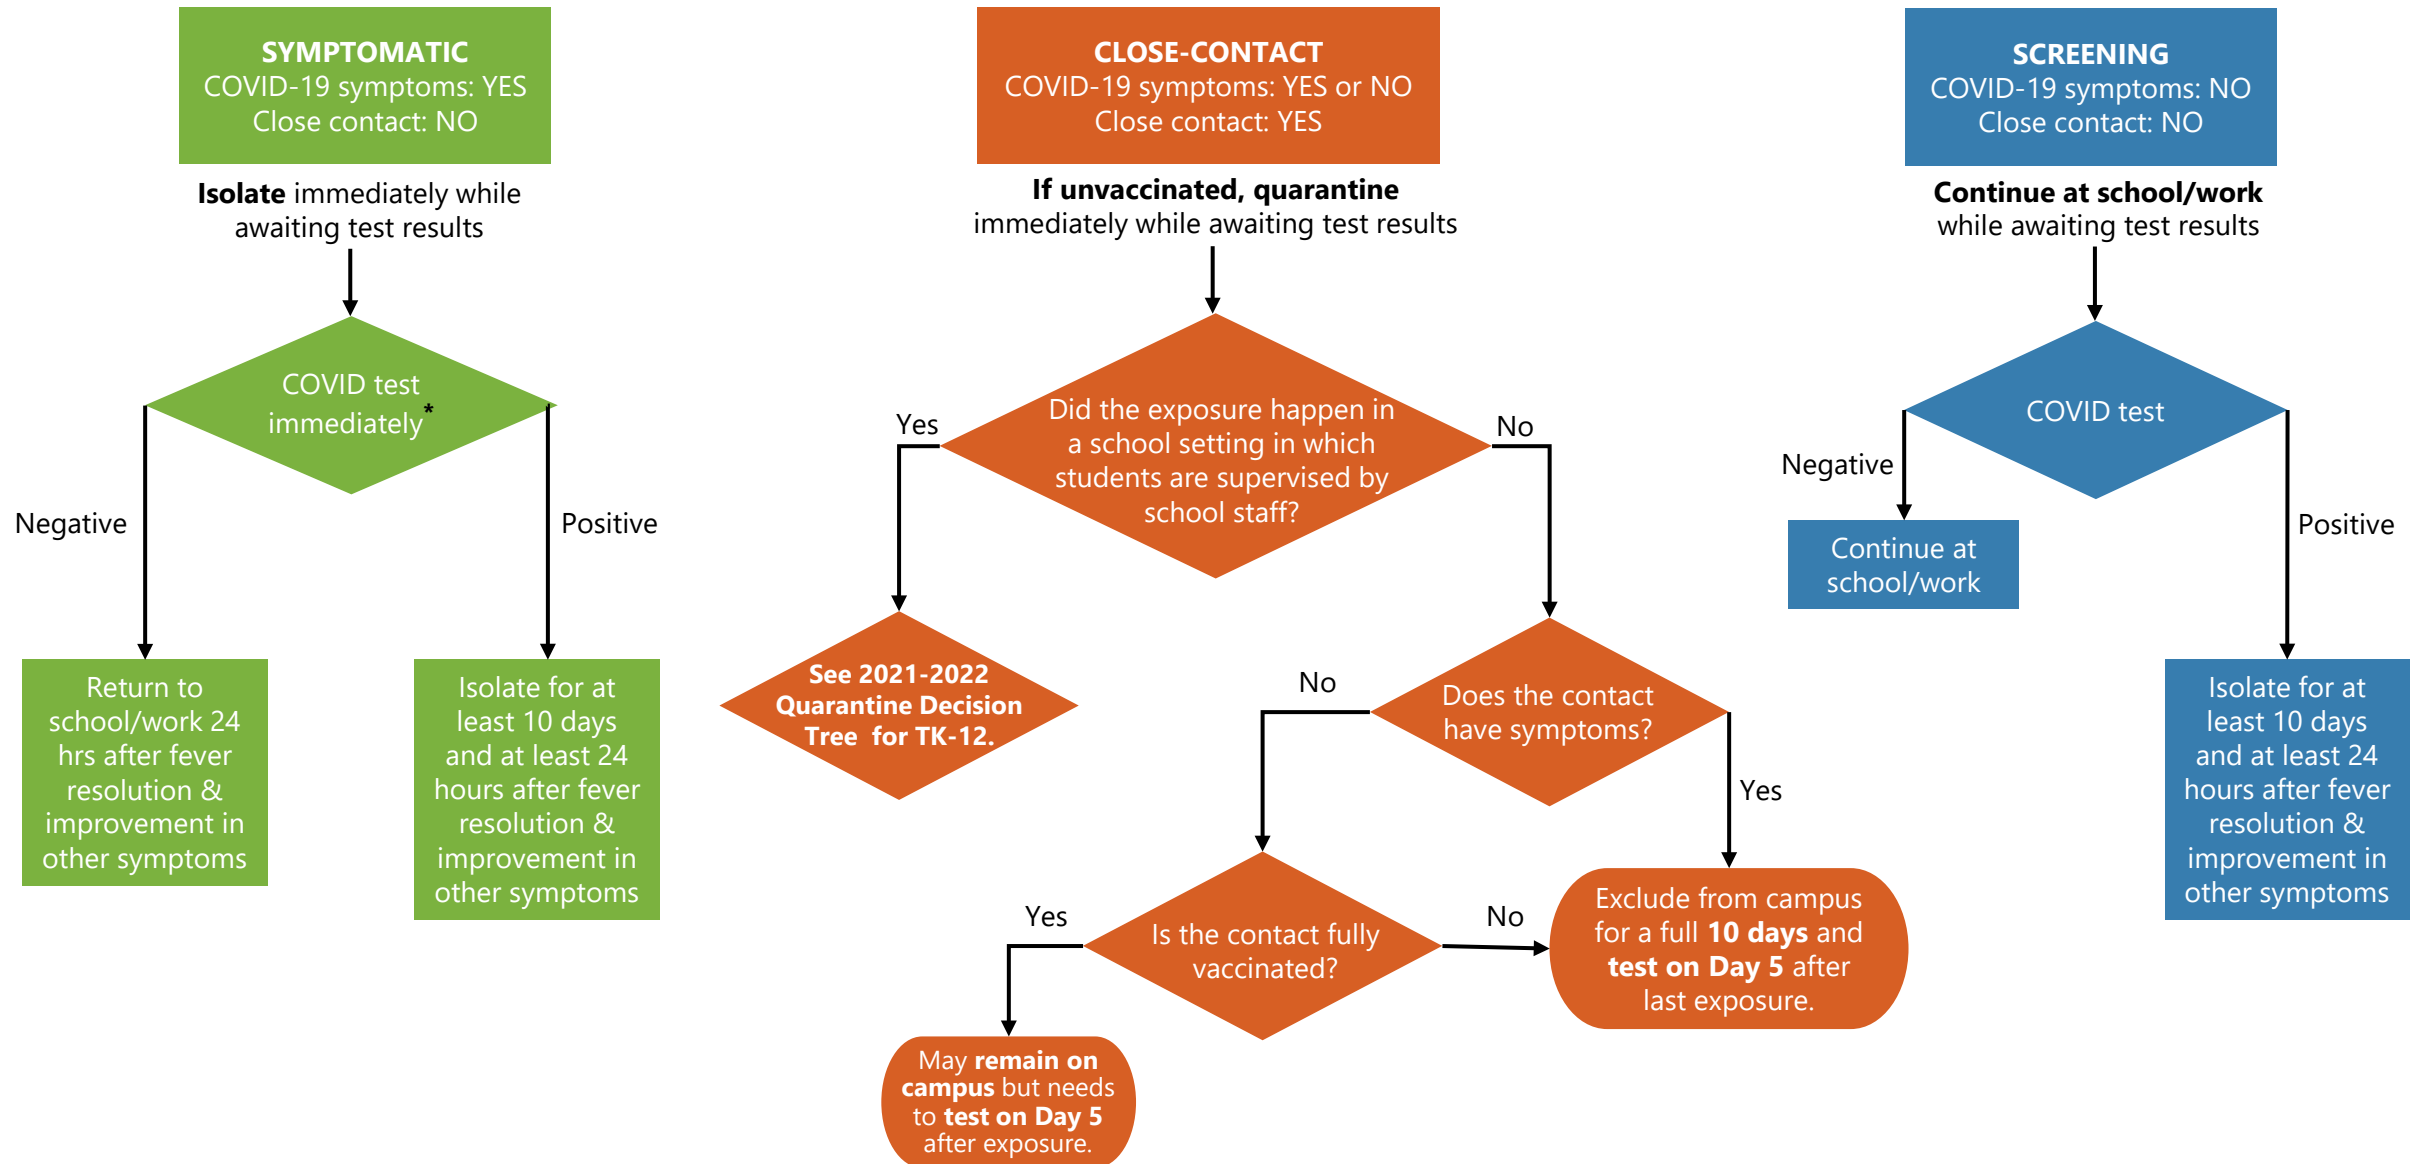 SYMPTOMATIC
COVID-19 symptoms: YES
Close contact: NO
Isolate immediately while
awaiting test results
COVID test
immediately*
Negative
Positive
Return to
school/work 24
hrs after fever
resolution &
improvement in
other symptoms
Isolate for at
least 10 days
and at least 24
hours after fever
resolution &
improvement in
other symptoms
CLOSE-CONTACT
COVID-19 symptoms: YES or NO
Close contact: YES
If unvaccinated, quarantine
immediately while awaiting test results
Did the exposure happen in
a school setting in which
students are supervised by
school staff?
Yes
No
See 2021-2022
Quarantine Decision
Tree for TK-12.
Does the contact
have symptoms?
No
Yes
Is the contact fully
vaccinated?
Yes
No
Exclude from campus
for a full 10 days and
test on Day 5 after
last exposure.
May remain on
campus but needs
to test on Day 5
after exposure.
SCREENING
COVID-19 symptoms: NO
Close contact: NO
Continue at school/work
while awaiting test results
COVID test
Negative
Positive
Continue at
school/work
Isolate for at
least 10 days
and at least 24
hours after fever
resolution &
improvement in
other symptoms